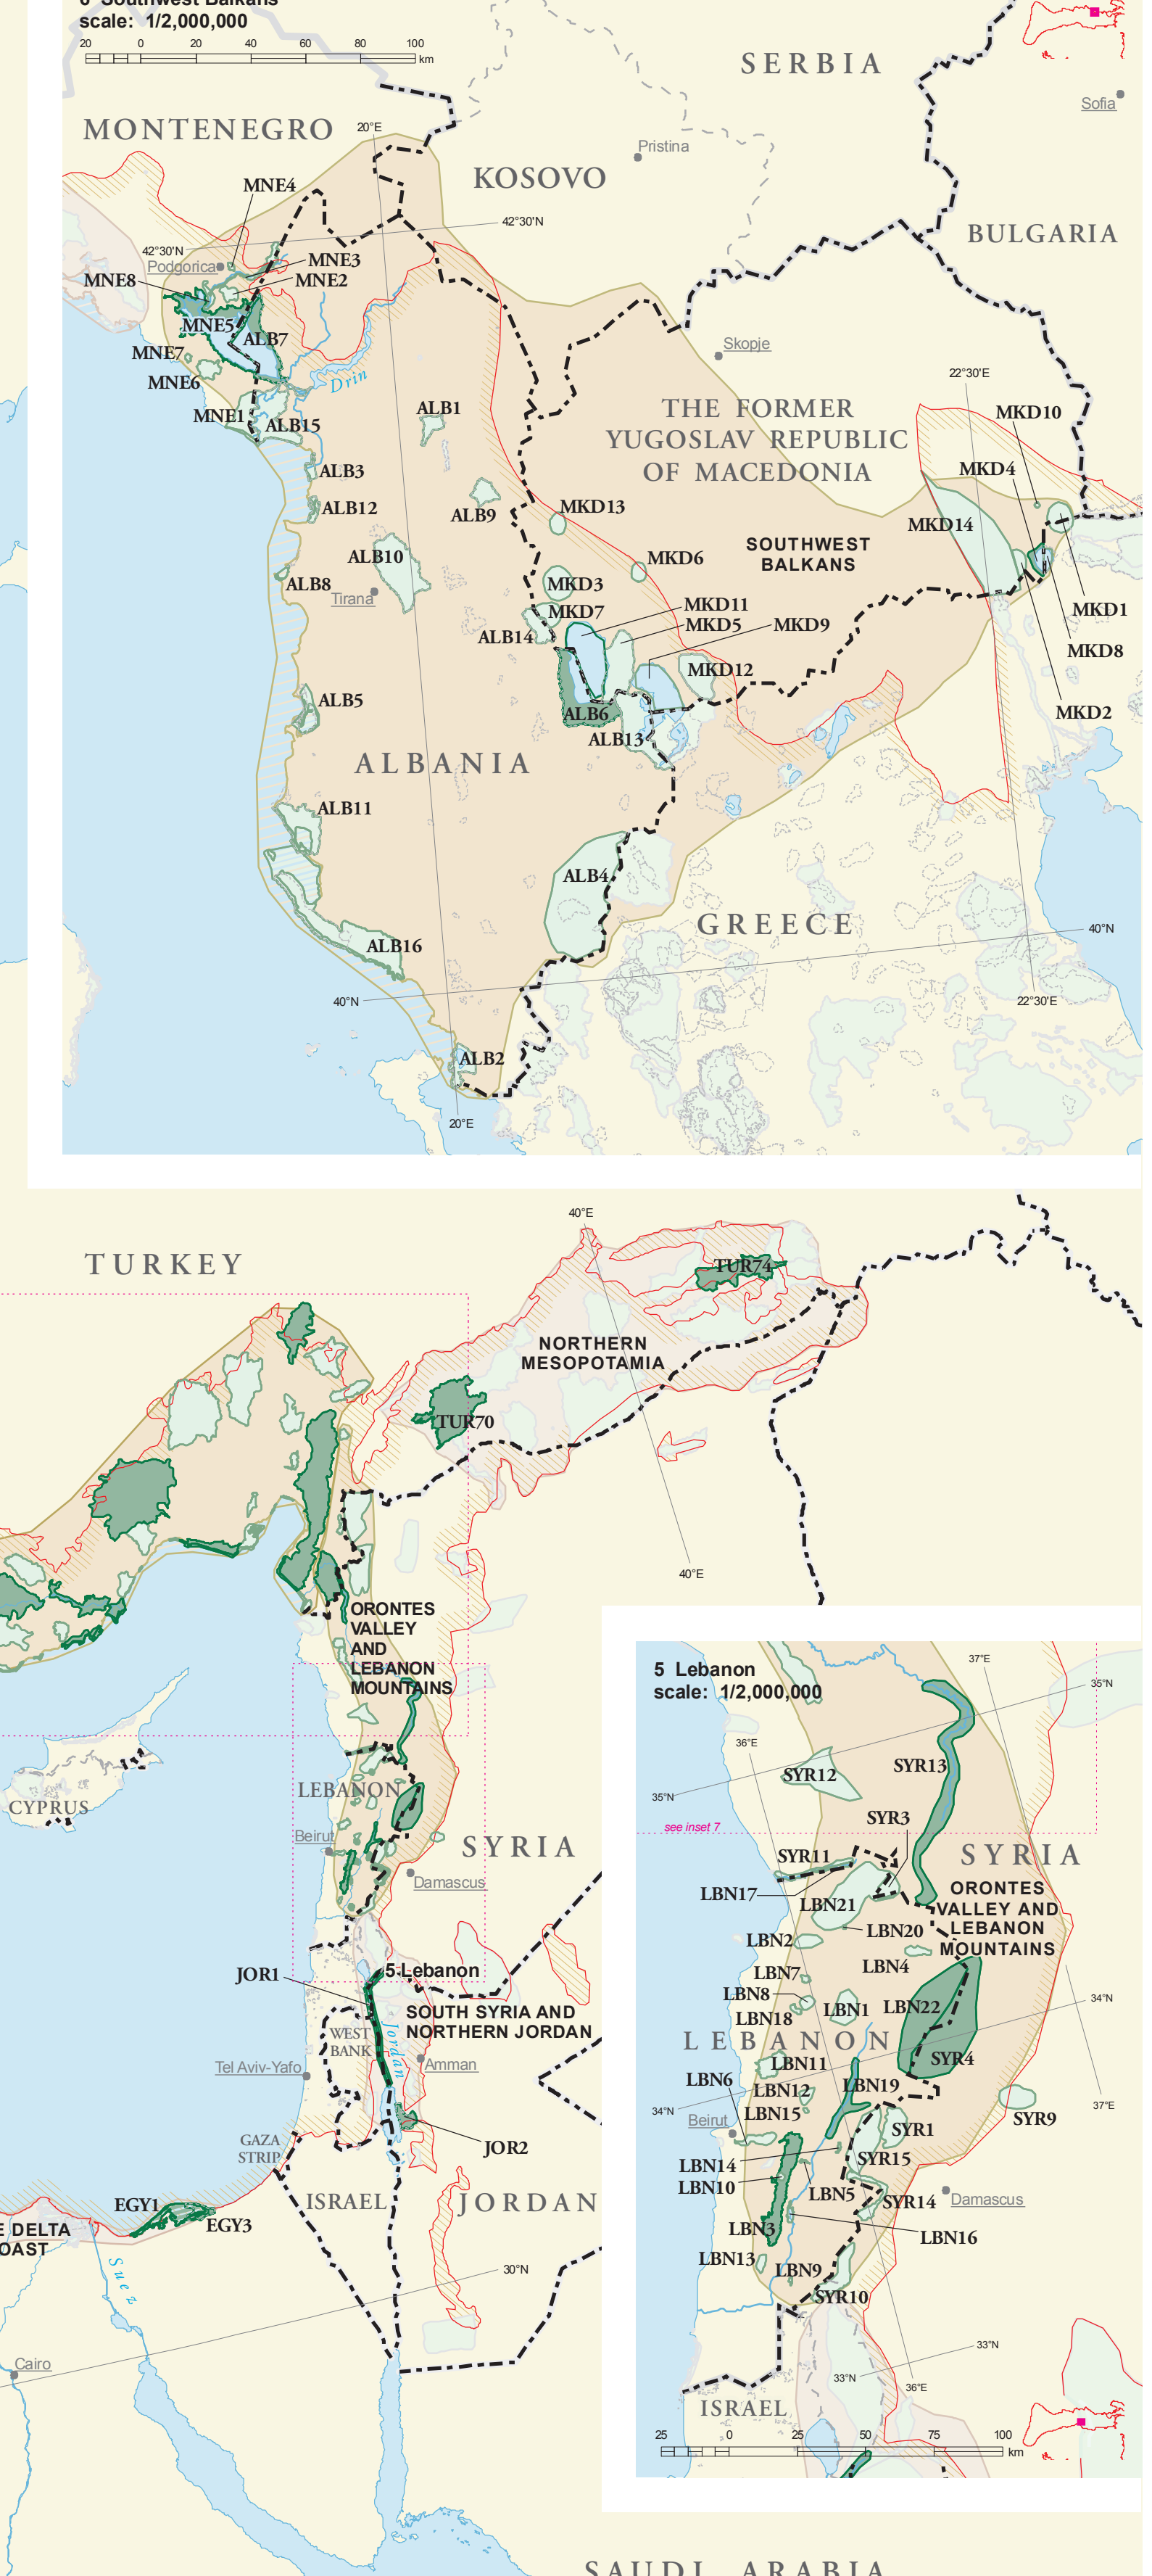 6 Southwest Balkans
scale: 1/2,000,000
20 0 20 40 60 80 100
km
SERBIA
Sofia
MONTENEGRO
20°E
Pristina
KOSOVO
MNE4
42°30'N
BULGARIA
42°30'N
MNE3
Podgorica
MNE8
MNE2
MNE5
ALB7
Skopje
MNE7
Drin
MNE6
22°30'E
ALB1
THE FORMER
YUGOSLAV REPUBLIC
OF MACEDONIA
MKD10
MNE1
ALB15
MKD4
ALB3
ALB12
ALB9
MKD13
MKD14
ALB10
SOUTHWEST
BALKANS
MKD6
ALB8
MKD3
Tirana
MKD11
MKD7
MKD1
MKD5
MKD9
ALB14
MKD8
MKD12
ALB5
MKD2
ALB6
ALB13
ALBANIA
ALB11
ALB4
GREECE
40°N
ALB16
40°N
22°30'E
ALB2
20°E
40°E
TURKEY
TUR74
NORTHERN
MESOPOTAMIA
TUR70
40°E
ORONTES
VALLEY
AND
LEBANON
MOUNTAINS
LEBANON
CYPRUS
Beirut
SYRIA
Damascus
JOR1
5 Lebanon
SOUTH SYRIA AND
NORTHERN JORDAN
WEST
BANK
Jordan
Tel Aviv-Yafo
Amman
GAZA
STRIP
JOR2
EGY1
ISRAEL
JORDAN
EGY3
E DELTA
OAST
Suez
30°N
Cairo
5 Lebanon
scale: 1/2,000,000
37°E
35°N
36°E
SYR12
SYR13
35°N
SYR3
see inset 7
SYR11
SYRIA
LBN17
LBN21
ORONTES
VALLEY AND
LEBANON
MOUNTAINS
LBN20
LBN2
LBN4
LBN7
LBN8
LBN1
LBN22
34°N
LBN18
LEBANON
LBN11
SYR4
LBN6
LBN12
LBN19
37°E
34°N
LBN15
Beirut
SYR9
SYR1
LBN14
SYR15
LBN10
LBN5
SYR14
Damascus
LBN3
LBN16
LBN13
LBN9
SYR10
33°N
33°N
36°E
ISRAEL
25 0 25 50 75 100
km
SAUDI ARABIA